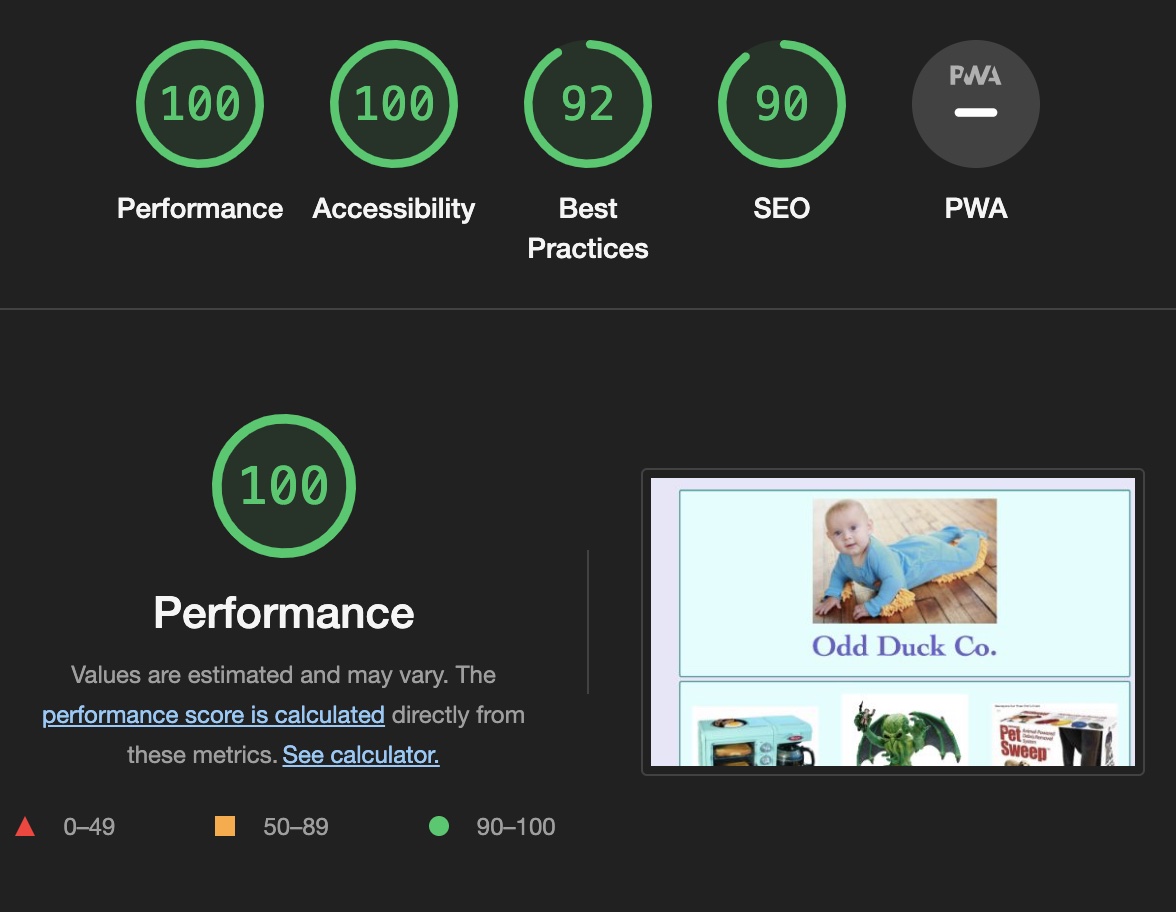 100
100
92
90
PWA
Performance
Accessibility
Best
Practices
SEO
PWA
100
Performance
Values are estimated and may vary. The
performance score is calculated directly from
these metrics. See calculator.
0–49
50–89
90–100
Odd Duck Co.
Pet
Sweep